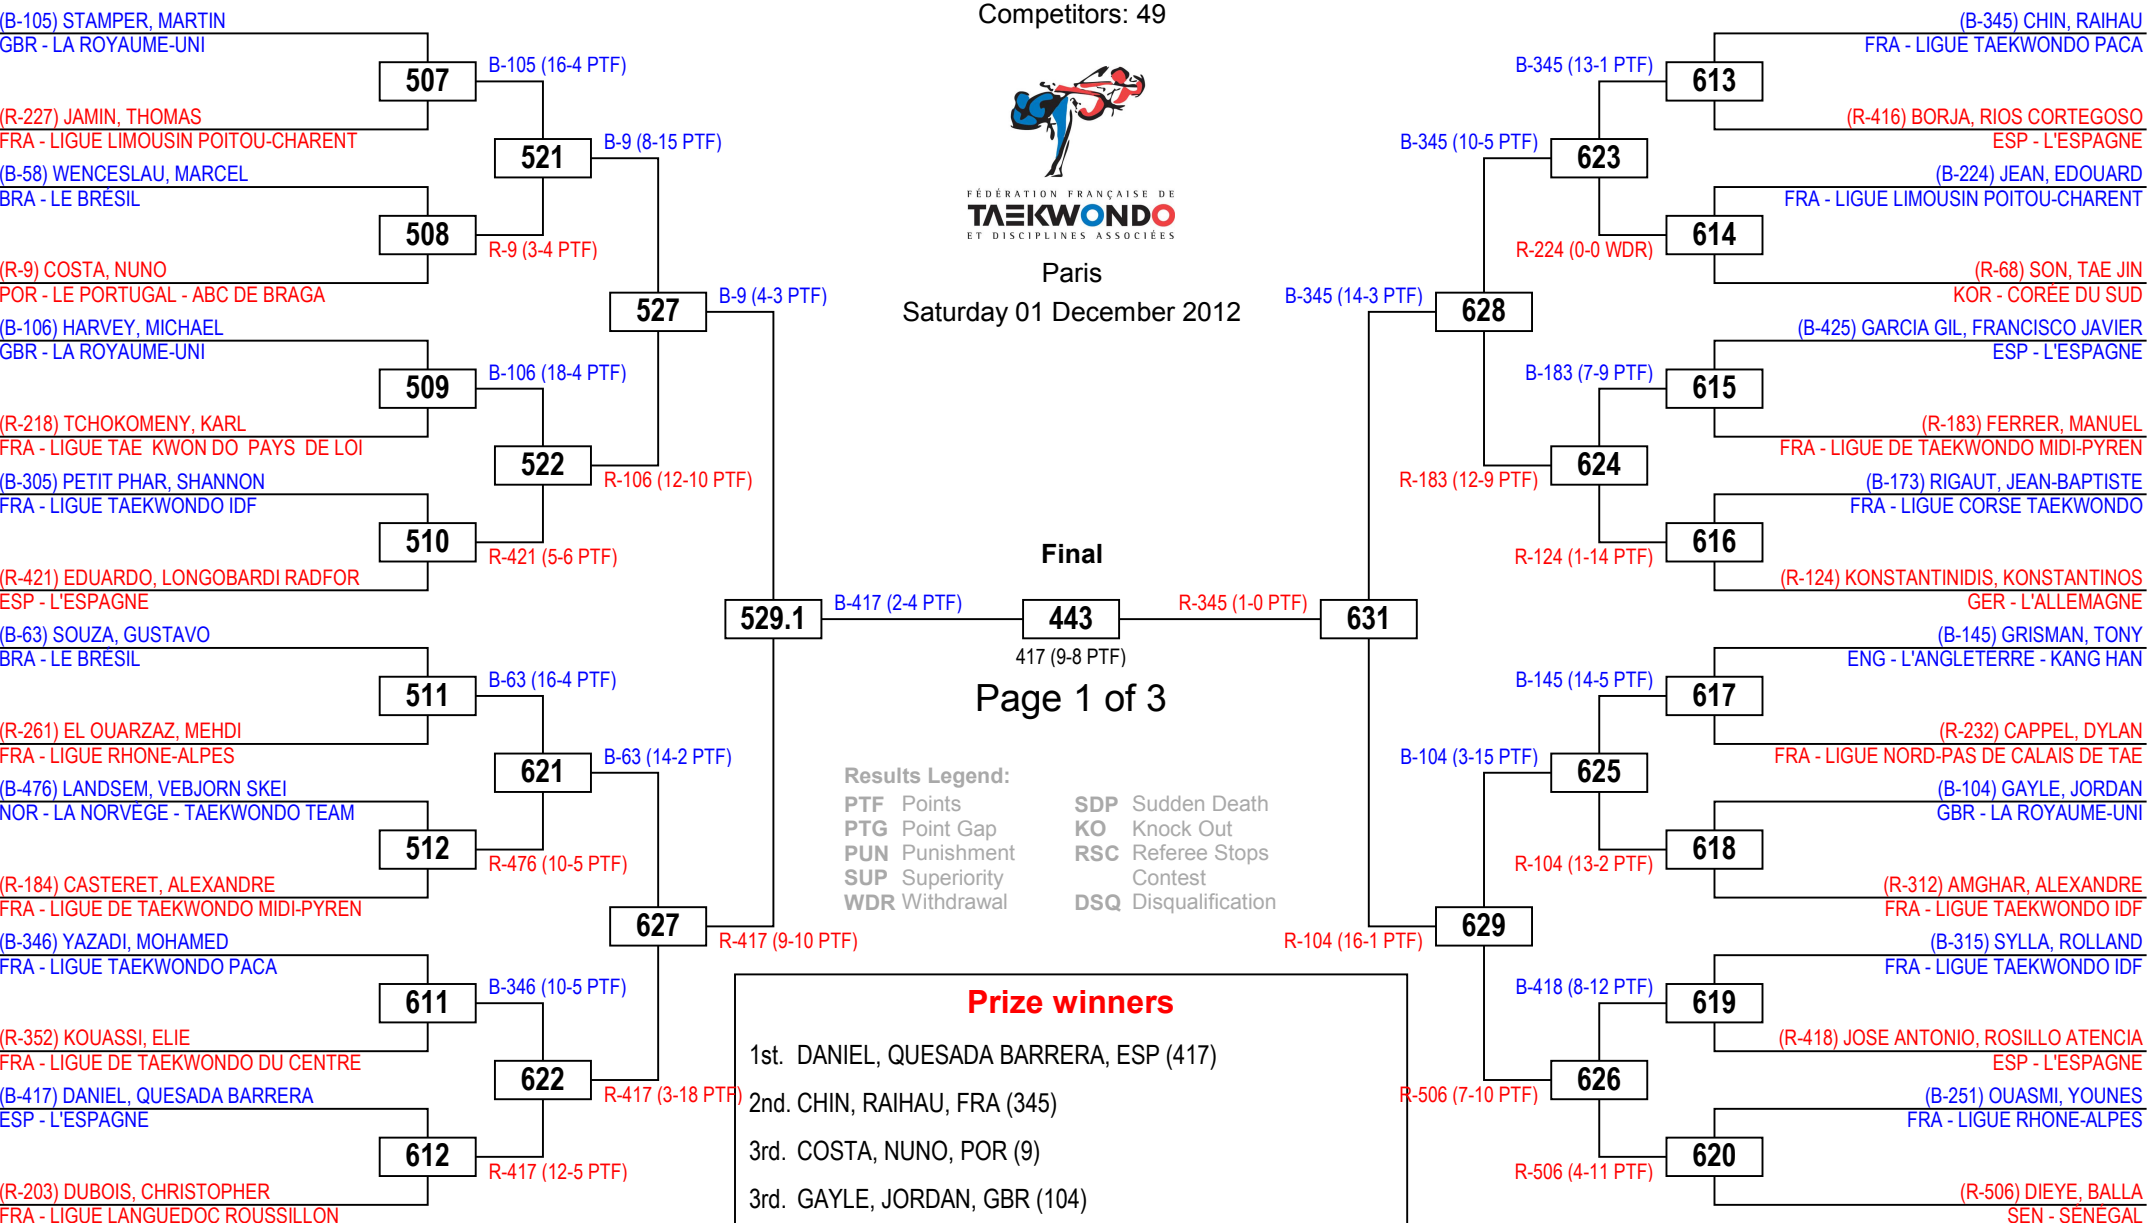 Competitors: 49
FÉDÉRATION FRANÇAISE DE
TAEKWONDO
ET DISCIPLINES ASSOCIÉES
Paris
Saturday 01 December 2012
(B-105) STAMPER, MARTIN
GBR - LA ROYAUME-UNI
507
B-105 (16-4 PTF)
(R-227) JAMIN, THOMAS
FRA - LIGUE LIMOUSIN POITOU-CHARENT
521
B-9 (8-15 PTF)
(B-58) WENCESLAU, MARCEL
BRA - LE BRÉSIL
508
R-9 (3-4 PTF)
(R-9) COSTA, NUNO
POR - LE PORTUGAL - ABC DE BRAGA
527
B-9 (4-3 PTF)
(B-106) HARVEY, MICHAEL
GBR - LA ROYAUME-UNI
509
B-106 (18-4 PTF)
(R-218) TCHOKOMENY, KARL
FRA - LIGUE TAE KWON DO PAYS DE LOI
522
R-106 (12-10 PTF)
(B-305) PETIT PHAR, SHANNON
FRA - LIGUE TAEKWONDO IDF
510
R-421 (5-6 PTF)
(R-421) EDUARDO, LONGOBARDI RADFOR
ESP - L'ESPAGNE
529.1
B-417 (2-4 PTF)
(B-63) SOUZA, GUSTAVO
BRA - LE BRÉSIL
511
B-63 (16-4 PTF)
(R-261) EL OUARZAZ, MEHDI
FRA - LIGUE RHONE-ALPES
621
B-63 (14-2 PTF)
(B-476) LANDSEM, VEBJORN SKEI
NOR - LA NORVÈGE - TAEKWONDO TEAM
512
R-476 (10-5 PTF)
(R-184) CASTERET, ALEXANDRE
FRA - LIGUE DE TAEKWONDO MIDI-PYREN
627
R-417 (9-10 PTF)
(B-346) YAZADI, MOHAMED
FRA - LIGUE TAEKWONDO PACA
611
B-346 (10-5 PTF)
(R-352) KOUASSI, ELIE
FRA - LIGUE DE TAEKWONDO DU CENTRE
622
R-417 (3-18 PTF)
(B-417) DANIEL, QUESADA BARRERA
ESP - L'ESPAGNE
612
R-417 (12-5 PTF)
(R-203) DUBOIS, CHRISTOPHER
FRA - LIGUE LANGUEDOC ROUSSILLON
Final
443
417 (9-8 PTF)
Page 1 of 3
Results Legend:
PTF Points
PTG Point Gap
PUN Punishment
SUP Superiority
WDR Withdrawal
SDP Sudden Death
KO Knock Out
RSC Referee Stops
Contest
DSQ Disqualification
Prize winners
1st. DANIEL, QUESADA BARRERA, ESP (417)
2nd. CHIN, RAIHAU, FRA (345)
3rd. COSTA, NUNO, POR (9)
3rd. GAYLE, JORDAN, GBR (104)
(B-345) CHIN, RAIHAU
FRA - LIGUE TAEKWONDO PACA
B-345 (13-1 PTF)
613
(R-416) BORJA, RIOS CORTEGOSO
ESP - L'ESPAGNE
B-345 (10-5 PTF)
623
(B-224) JEAN, EDOUARD
FRA - LIGUE LIMOUSIN POITOU-CHARENT
R-224 (0-0 WDR)
614
(R-68) SON, TAE JIN
KOR - CORÉE DU SUD
B-345 (14-3 PTF)
628
(B-425) GARCIA GIL, FRANCISCO JAVIER
ESP - L'ESPAGNE
B-183 (7-9 PTF)
615
(R-183) FERRER, MANUEL
FRA - LIGUE DE TAEKWONDO MIDI-PYREN
R-183 (12-9 PTF)
624
(B-173) RIGAUT, JEAN-BAPTISTE
FRA - LIGUE CORSE TAEKWONDO
R-124 (1-14 PTF)
616
(R-124) KONSTANTINIDIS, KONSTANTINOS
GER - L'ALLEMAGNE
R-345 (1-0 PTF)
631
(B-145) GRISMAN, TONY
ENG - L'ANGLETERRE - KANG HAN
B-145 (14-5 PTF)
617
(R-232) CAPPEL, DYLAN
FRA - LIGUE NORD-PAS DE CALAIS DE TAE
B-104 (3-15 PTF)
625
(B-104) GAYLE, JORDAN
GBR - LA ROYAUME-UNI
R-104 (13-2 PTF)
618
(R-312) AMGHAR, ALEXANDRE
FRA - LIGUE TAEKWONDO IDF
R-104 (16-1 PTF)
629
(B-315) SYLLA, ROLLAND
FRA - LIGUE TAEKWONDO IDF
B-418 (8-12 PTF)
619
(R-418) JOSE ANTONIO, ROSILLO ATENCIA
ESP - L'ESPAGNE
R-506 (7-10 PTF)
626
(B-251) OUASMI, YOUNES
FRA - LIGUE RHONE-ALPES
R-506 (4-11 PTF)
620
(R-506) DIEYE, BALLA
SEN - SÉNÉGAL